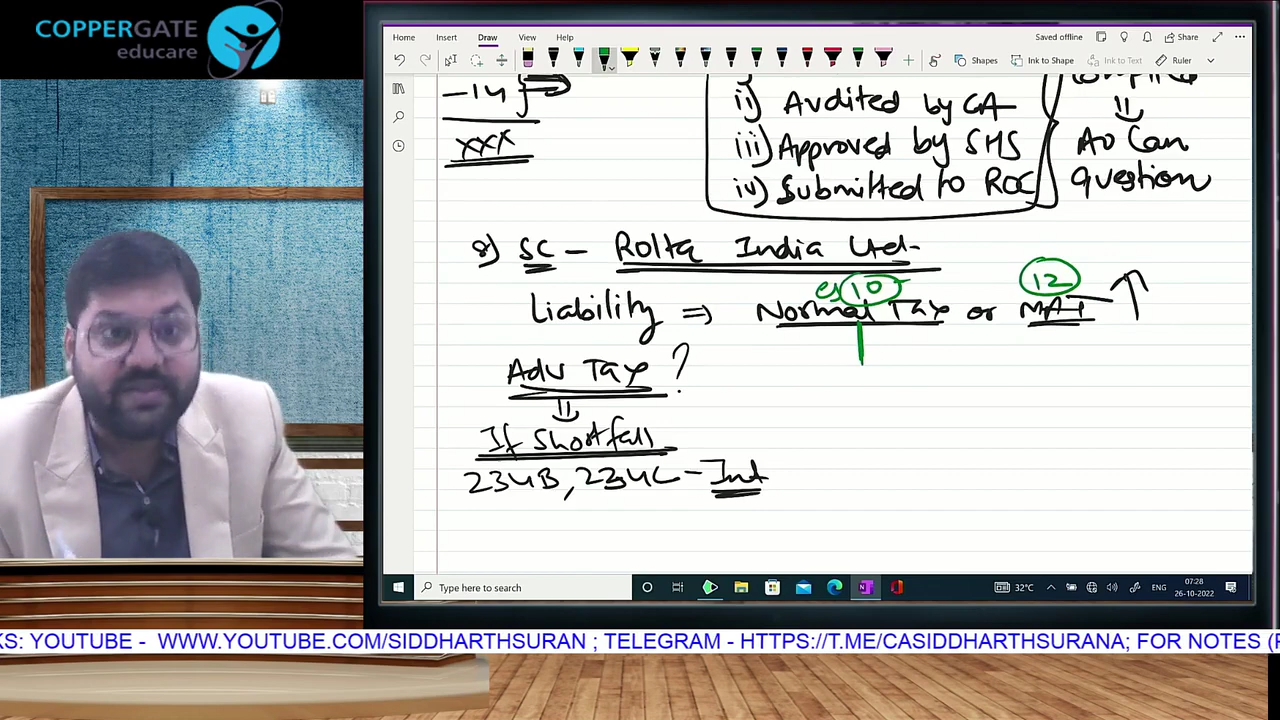 COPPERGATE
educare
Home Insert Draw View Help
Saved offline
Share
Shapes
Ink to Shape
Ink to Text
Ruler
-14
XXX
ii) Audited by CA
iii) Approved by SHS
iv) Submitted to ROC
AO Can
question
8) SC - Rolta India Ltd.
eg 10
12
Liability ⇒ Normal Tax or MAT ↑
Adv Tax ?
If Shortfall
234B, 234C - Int
Type here to search
32°C
ENG
07:28
26-10-2022
KS: YOUTUBE - WWW.YOUTUBE.COM/SIDDHARTHSURAN ; TELEGRAM - HTTPS://T.ME/CASIDDHARTHSURANA; FOR NOTES (